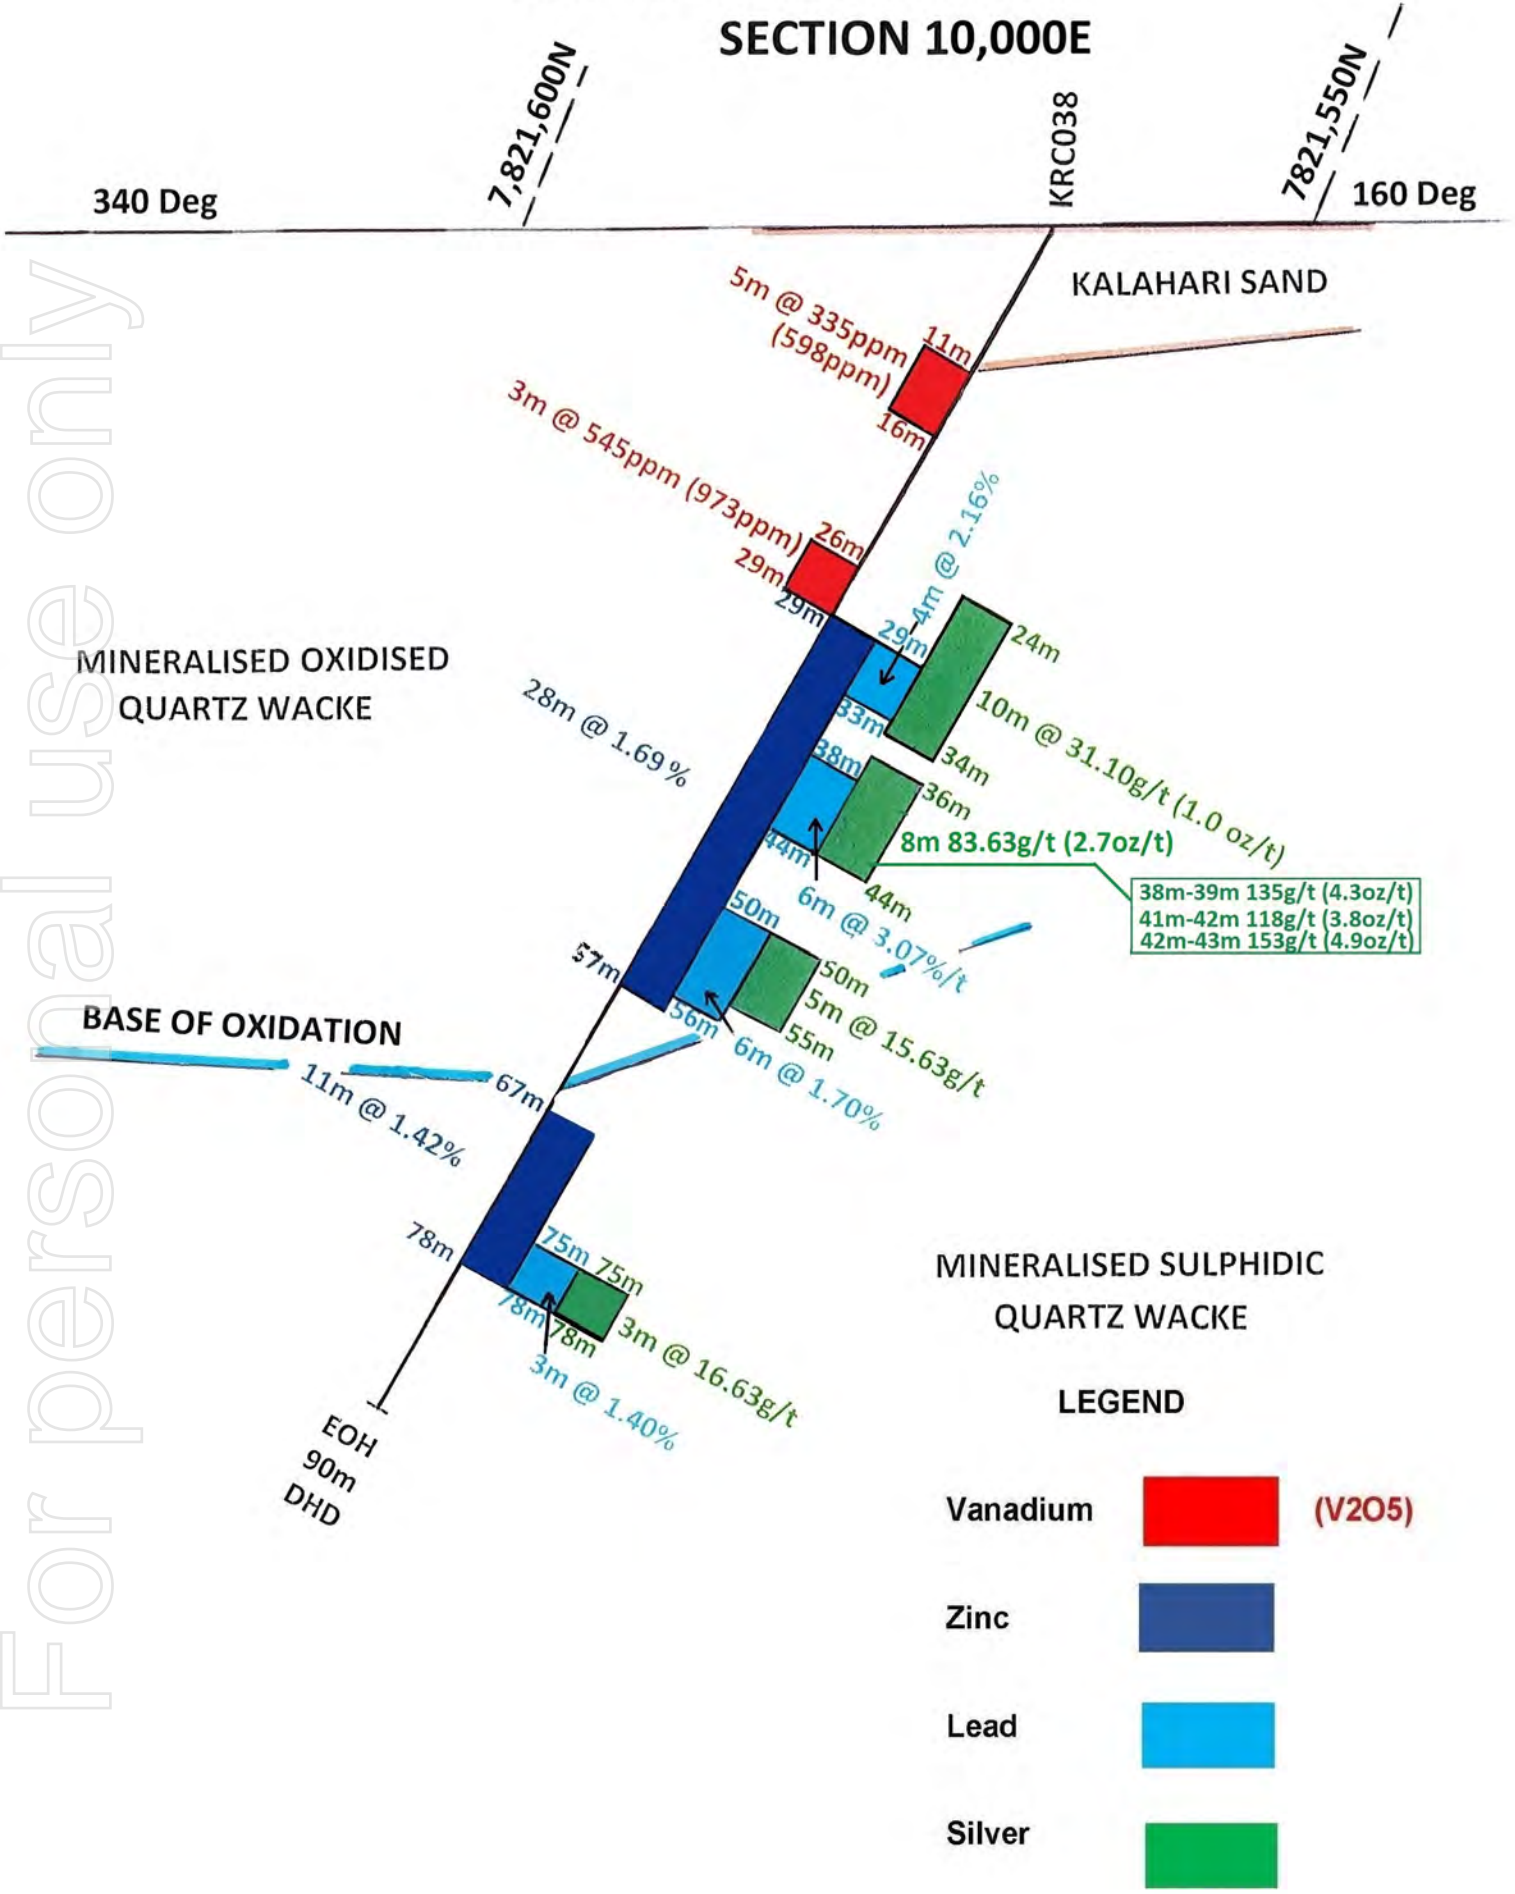 SECTION 10,000E
7,821,600N
KRC038
7821,550N
340 Deg
160 Deg
KALAHARI SAND
5m @ 335ppm
(598ppm)
11m
16m
3m @ 545ppm (973ppm)
26m
29m
29m
4m @ 2.16%
29m
33m
24m
10m @ 31.10g/t (1.0 oz/t)
34m
MINERALISED OXIDISED
QUARTZ WACKE
28m @ 1.69%
38m
44m
36m
8m 83.63g/t (2.7oz/t)
44m
38m-39m 135g/t (4.3oz/t)
41m-42m 118g/t (3.8oz/t)
42m-43m 153g/t (4.9oz/t)
6m @ 3.07%/t
50m
56m
57m
50m
5m @ 15.63g/t
55m
6m @ 1.70%
BASE OF OXIDATION
67m
11m @ 1.42%
78m
75m
75m
78m
78m
3m @ 16.63g/t
3m @ 1.40%
EOH
90m
DHD
MINERALISED SULPHIDIC
QUARTZ WACKE
LEGEND
Vanadium
(V2O5)
Zinc
Lead
Silver
For personal use only